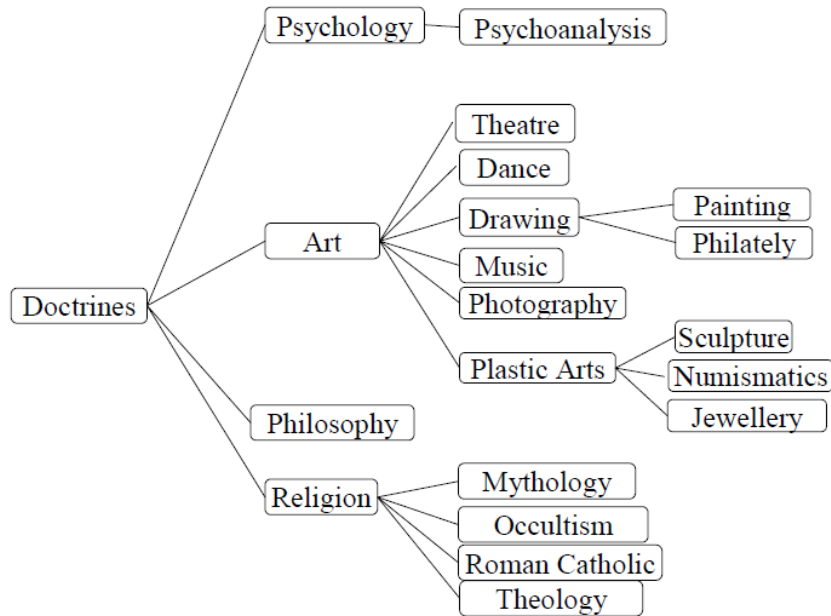 Psychology
Psychoanalysis
Theatre
Dance
Drawing
Painting
Philately
Art
Music
Photography
Doctrines
Plastic Arts
Sculpture
Numismatics
Jewellery
Philosophy
Religion
Mythology
Occultism
Roman Catholic
Theology